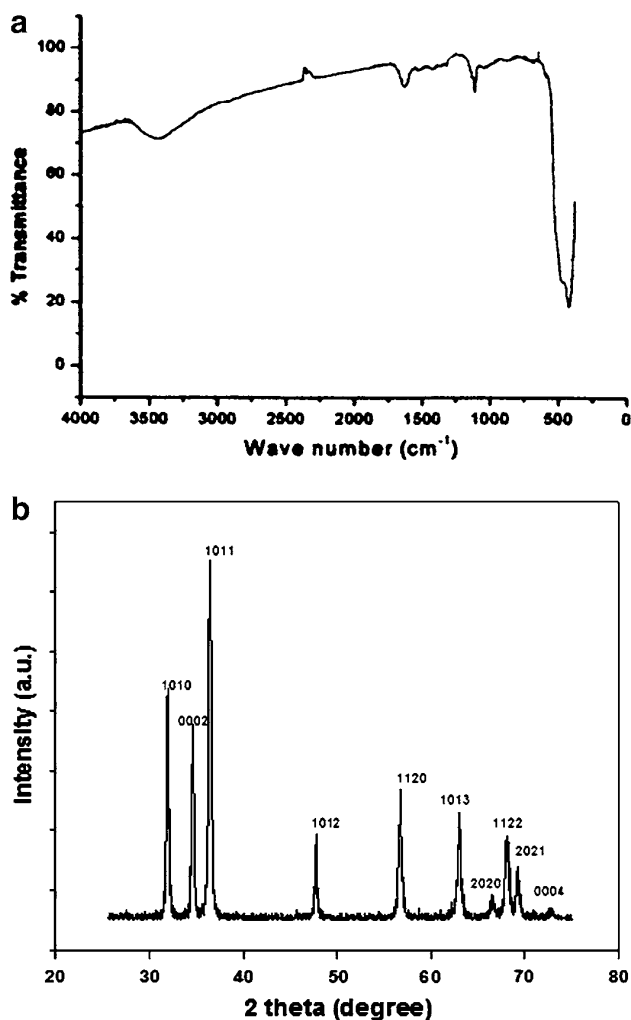 a
100
80
60
40
20
0
% Transmittance
4000 3500 3000 2500 2000 1500 1000 500 0
Wave number (cm⁻¹)
b
1011
1010
0002
1012
1120
1013
1122
2021
2020
0004
Intensity (a.u.)
20 30 40 50 60 70 80
2 theta (degree)